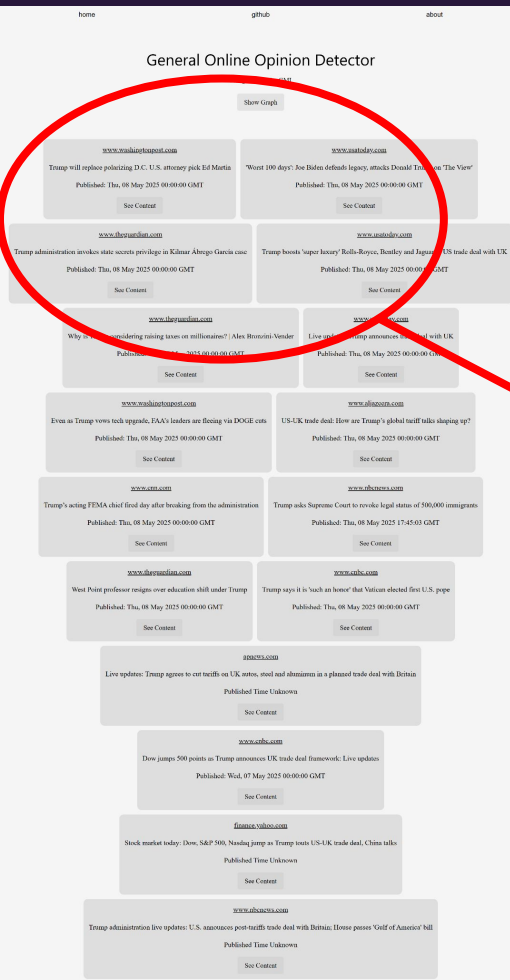 home github about
General Online Opinion Detector
Show Graph
www.washingtonpost.com
Trump will replace polarizing D.C. U.S. attorney pick Ed Martin
Published: Thu, 08 May 2025 00:00:00 GMT
See Content
www.usatoday.com
'Worst 100 days': Joe Biden defends legacy, attacks Donald on 'The View'
Published: Thu, 08 May 2025 00:00:00 GMT
See Content
www.theguardian.com
Trump administration invokes state secrets privilege in Kilmar Ábrego García case
Published: Thu, 08 May 2025 00:00:00 GMT
See Content
www.usatoday.com
Trump boosts 'super luxury' Rolls-Royce, Bentley and US trade deal with UK
Published: Thu, 08 May 2025 GMT
See Content
www.theguardian.com
Why is considering raising taxes on millionaires? | Alex Bronzini-Vender
2025 00:00:00 GMT
See Content
Live announces deal with UK
Published: Thu, 08 May 2025
See Content
www.washingtonpost.com
Even as Trump vows tech upgrade, FAA's leaders are fleeing via DOGE cuts
Published: Thu, 08 May 2025 00:00:00 GMT
See Content
www.aljazeera.com
US-UK trade deal: How are Trump's global tariff talks shaping up?
Published: Thu, 08 May 2025 00:00:00 GMT
See Content
www.cnn.com
Trump's acting FEMA chief fired day after breaking from the administration
Published: Thu, 08 May 2025 00:00:00 GMT
See Content
www.nbcnews.com
Trump asks Supreme Court to revoke legal status of 500,000 immigrants
Published: Thu, 08 May 2025 17:45:03 GMT
See Content
www.theguardian.com
West Point professor resigns over education shift under Trump
Published: Thu, 08 May 2025 00:00:00 GMT
See Content
www.cnbc.com
Trump says it is 'such an honor' that Vatican elected first U.S. pope
Published: Thu, 08 May 2025 00:00:00 GMT
See Content
apnews.com
Live updates: Trump agrees to cut tariffs on UK autos, steel and aluminum in a planned trade deal with Britain
Published Time Unknown
See Content
www.cnbc.com
Dow jumps 500 points as Trump announces UK trade deal framework: Live updates
Published: Wed, 07 May 2025 00:00:00 GMT
See Content
finance.yahoo.com
Stock market today: Dow, S&P 500, Nasdaq jump as Trump touts US-UK trade deal, China talks
Published Time Unknown
See Content
www.nbcnews.com
Trump administration live updates: U.S. announces post-tariffs trade deal with Britain; House passes 'Gulf of America' bill
Published Time Unknown
See Content